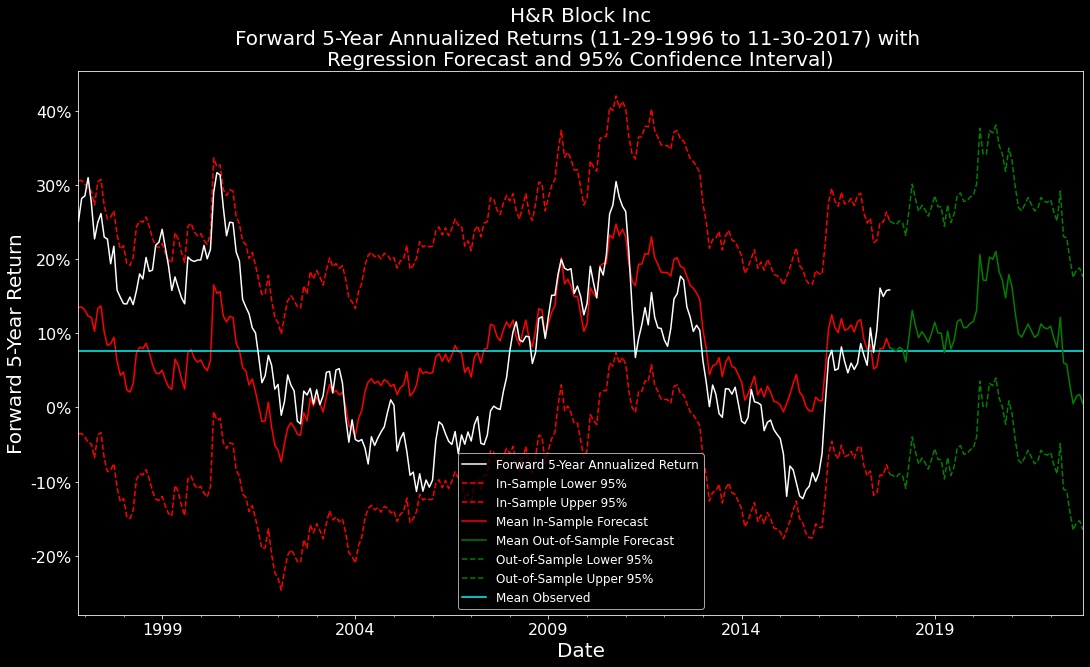 H&R Block Inc
Forward 5-Year Annualized Returns (11-29-1996 to 11-30-2017) with
Regression Forecast and 95% Confidence Interval)
Forward 5-Year Return
40%
30%
20%
10%
0%
-10%
-20%
Forward 5-Year Annualized Return
In-Sample Lower 95%
In-Sample Upper 95%
Mean In-Sample Forecast
Mean Out-of-Sample Forecast
Out-of-Sample Lower 95%
Out-of-Sample Upper 95%
Mean Observed
1999
2004
2009
2014
2019
Date